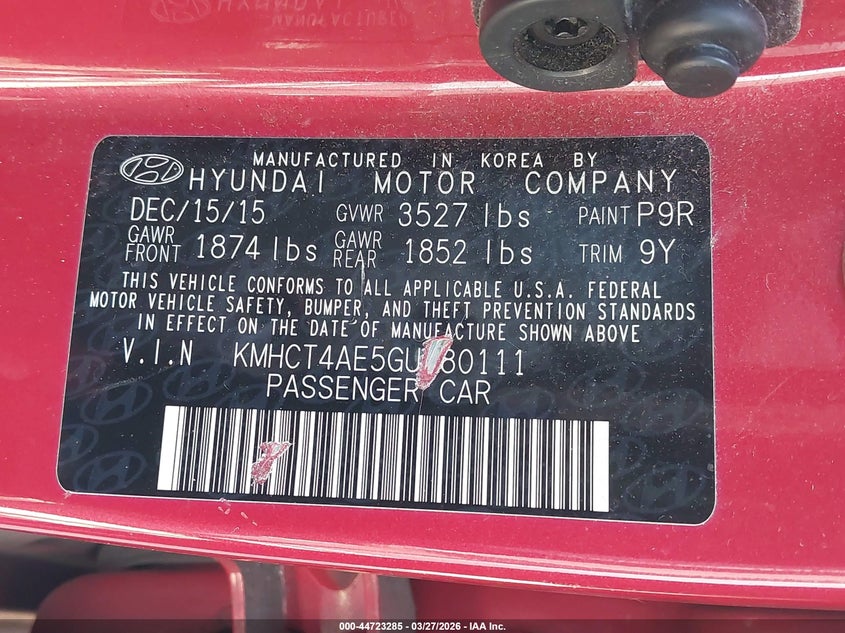 MANUFACTURED IN KOREA BY
HYUNDAI MOTOR COMPANY
DEC/15/15 GVWR 3527 lbs PAINT P9R
GAWR FRONT 1874 lbs GAWR REAR 1852 lbs TRIM 9Y
THIS VEHICLE CONFORMS TO ALL APPLICABLE U.S.A. FEDERAL
MOTOR VEHICLE SAFETY, BUMPER, AND THEFT PREVENTION STANDARDS
IN EFFECT ON THE DATE OF MANUFACTURE SHOWN ABOVE
V.I.N KMHCT4AE5GU 80111
PASSENGER CAR
000-44723285 - 03/27/2026 - IAA Inc.